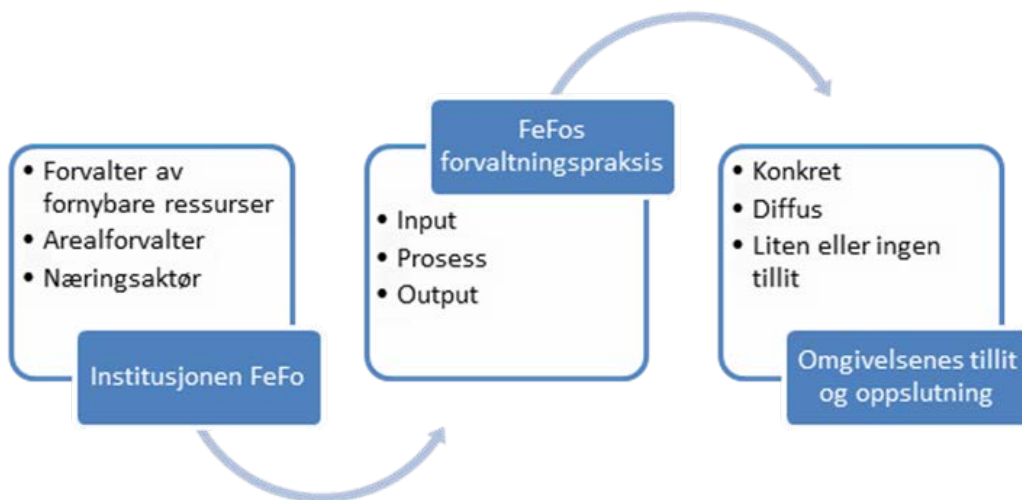 • Forvalter av
fornybare ressurser
• Arealforvalter
• Næringsaktør
Institusjonen FeFo
FeFos
forvaltningspraksis
• Input
• Prosess
• Output
• Konkret
• Diffus
• Liten eller ingen
tillit
Omgivelsenes tillit
og oppslutning